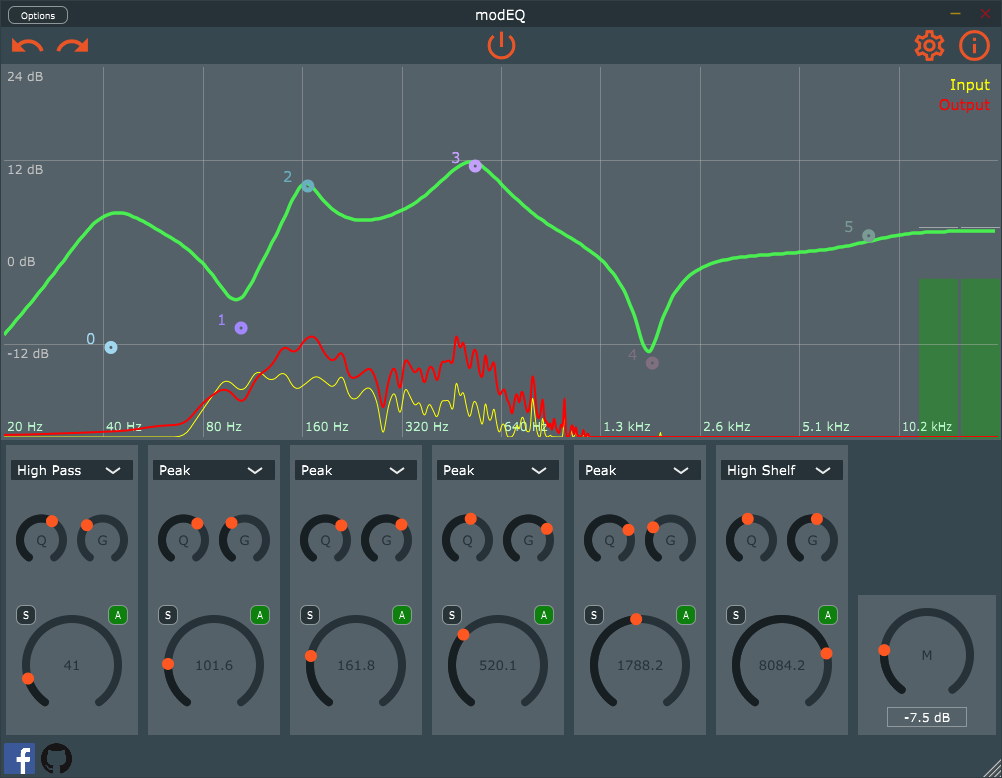 Options
modEQ
24 dB
Input
Output
12 dB
0 dB
-12 dB
0
1
2
3
4
5
20 Hz 40 Hz 80 Hz 160 Hz 320 Hz 640 Hz 1.3 kHz 2.6 kHz 5.1 kHz 10.2 kHz
High Pass Peak Peak Peak Peak High Shelf
Q G Q G Q G Q G Q G Q G
S A S A S A S A S A S A
41 101.6 161.8 520.1 1788.2 8084.2 M
-7.5 dB
f